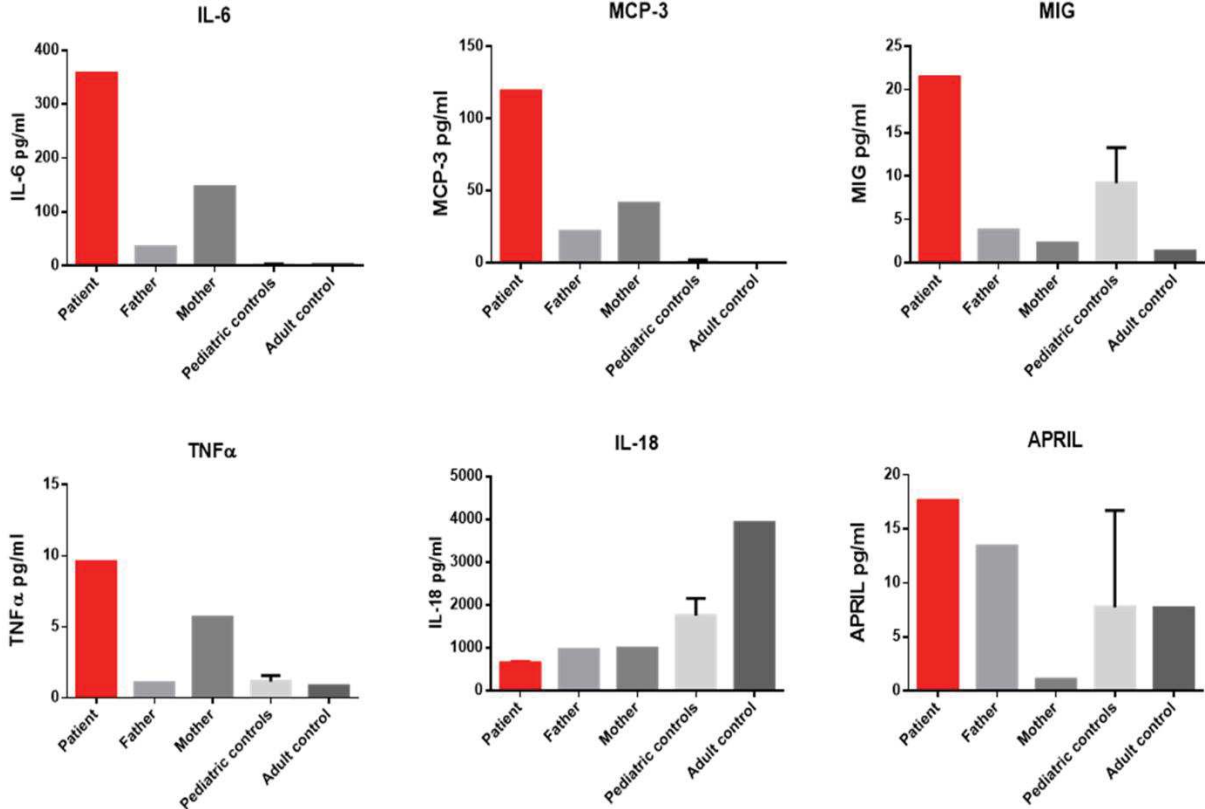 IL-6
IL-6 pg/ml
400
300
200
100
0
Patient
Father
Mother
Pediatric controls
Adult control
MCP-3
MCP-3 pg/ml
150
100
50
0
Patient
Father
Mother
Pediatric controls
Adult control
MIG
MIG pg/ml
25
20
15
10
5
0
Patient
Father
Mother
Pediatric controls
Adult control
TNFα
TNFα pg/ml
15
10
5
0
Patient
Father
Mother
Pediatric controls
Adult control
IL-18
IL-18 pg/ml
5000
4000
3000
2000
1000
0
Patient
Father
Mother
Pediatric controls
Adult control
APRIL
APRIL pg/ml
20
15
10
5
0
Patient
Father
Mother
Pediatric controls
Adult control